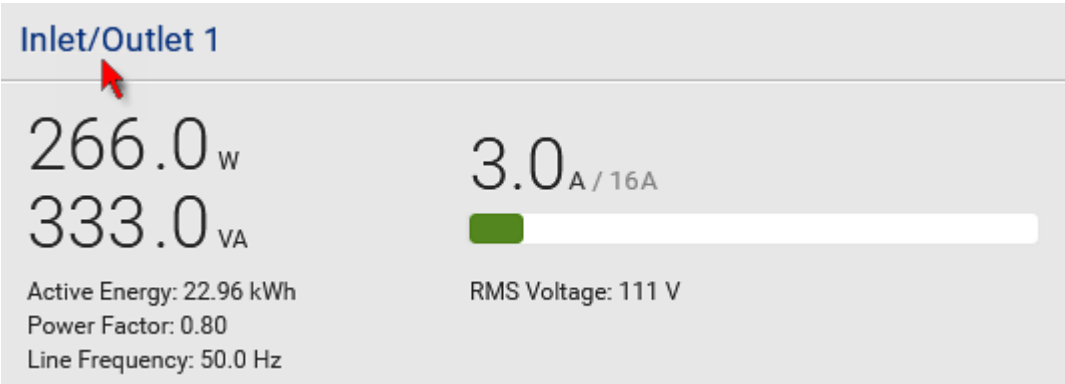 Inlet/Outlet 1
266.0 W
333.0 VA
Active Energy: 22.96 kWh
Power Factor: 0.80
Line Frequency: 50.0 Hz
3.0 A / 16A
RMS Voltage: 111 V